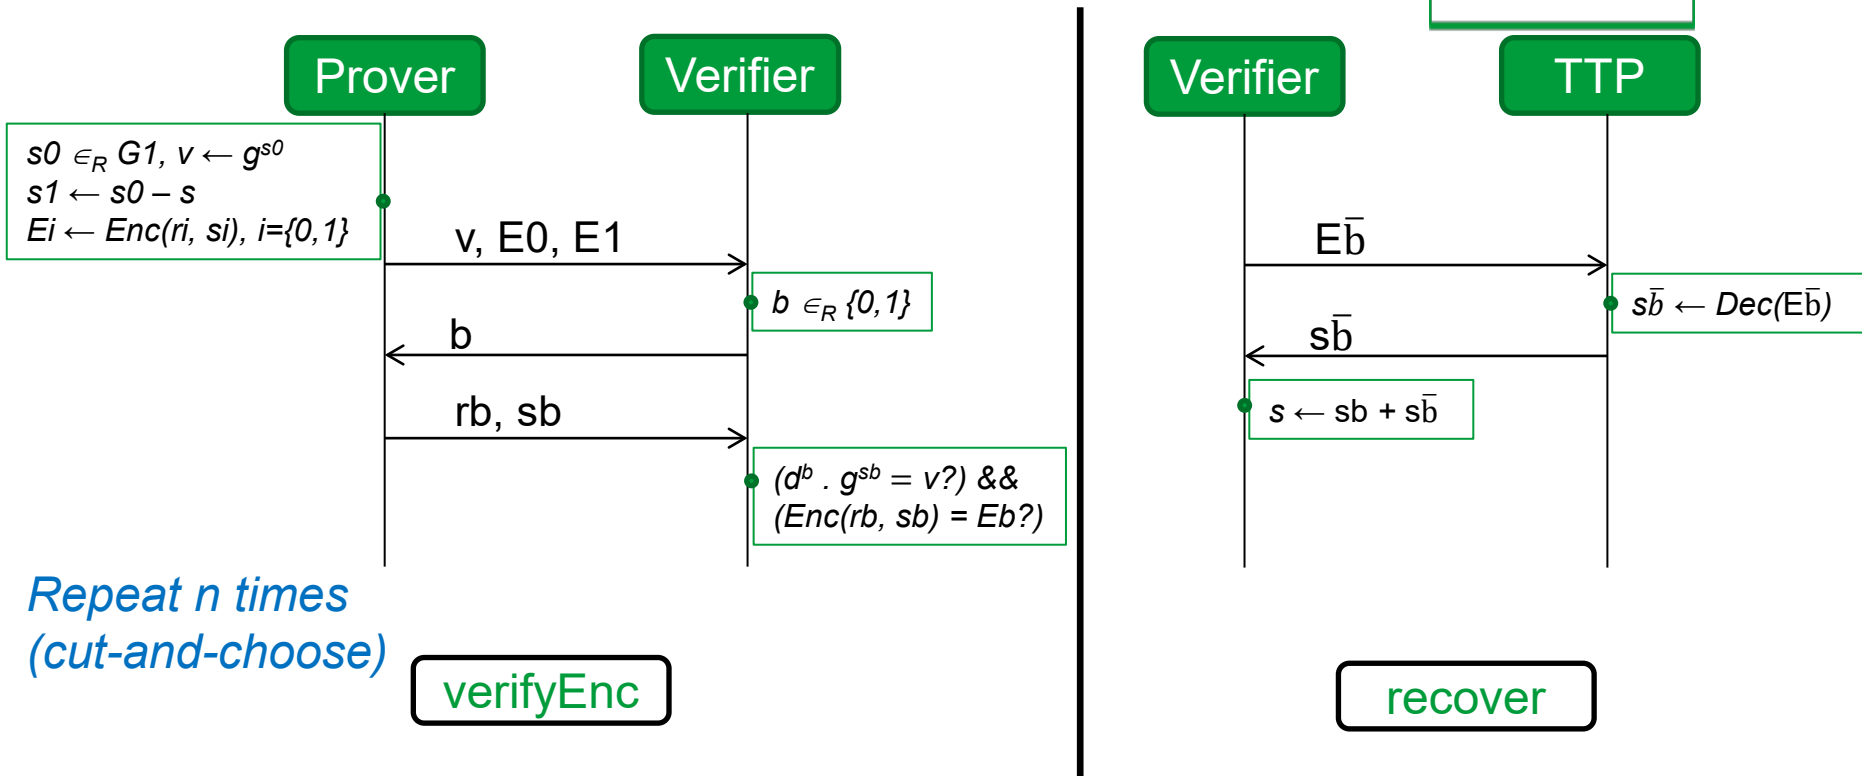 Prover
Verifier
s0 ∈R G1, v ← g^s0
s1 ← s0 – s
Ei ← Enc(ri, si), i={0,1}
v, E0, E1
b ∈R {0,1}
b
rb, sb
(d^b . g^sb = v?) &&
(Enc(rb, sb) = Eb?)
Repeat n times
(cut-and-choose)
verifyEnc
Verifier
TTP
Eb̄
sb̄ ← Dec(Eb̄)
sb̄
s ← sb + sb̄
recover